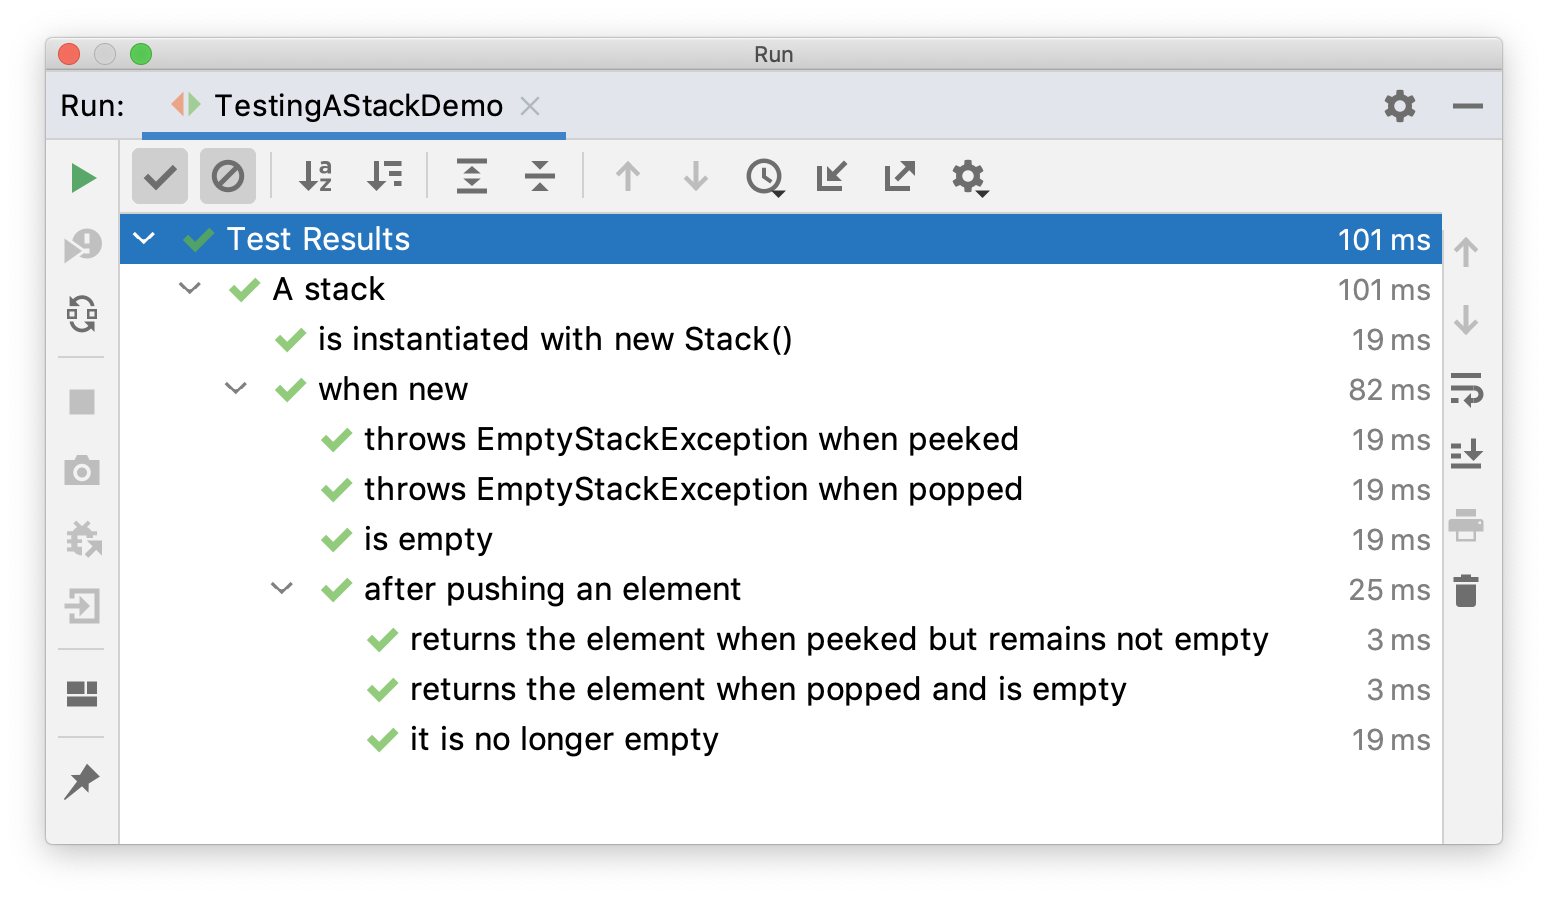 Run
Run: TestingAStackDemo
Test Results 101 ms
A stack 101 ms
is instantiated with new Stack() 19 ms
when new 82 ms
throws EmptyStackException when peeked 19 ms
throws EmptyStackException when popped 19 ms
is empty 19 ms
after pushing an element 25 ms
returns the element when peeked but remains not empty 3 ms
returns the element when popped and is empty 3 ms
it is no longer empty 19 ms